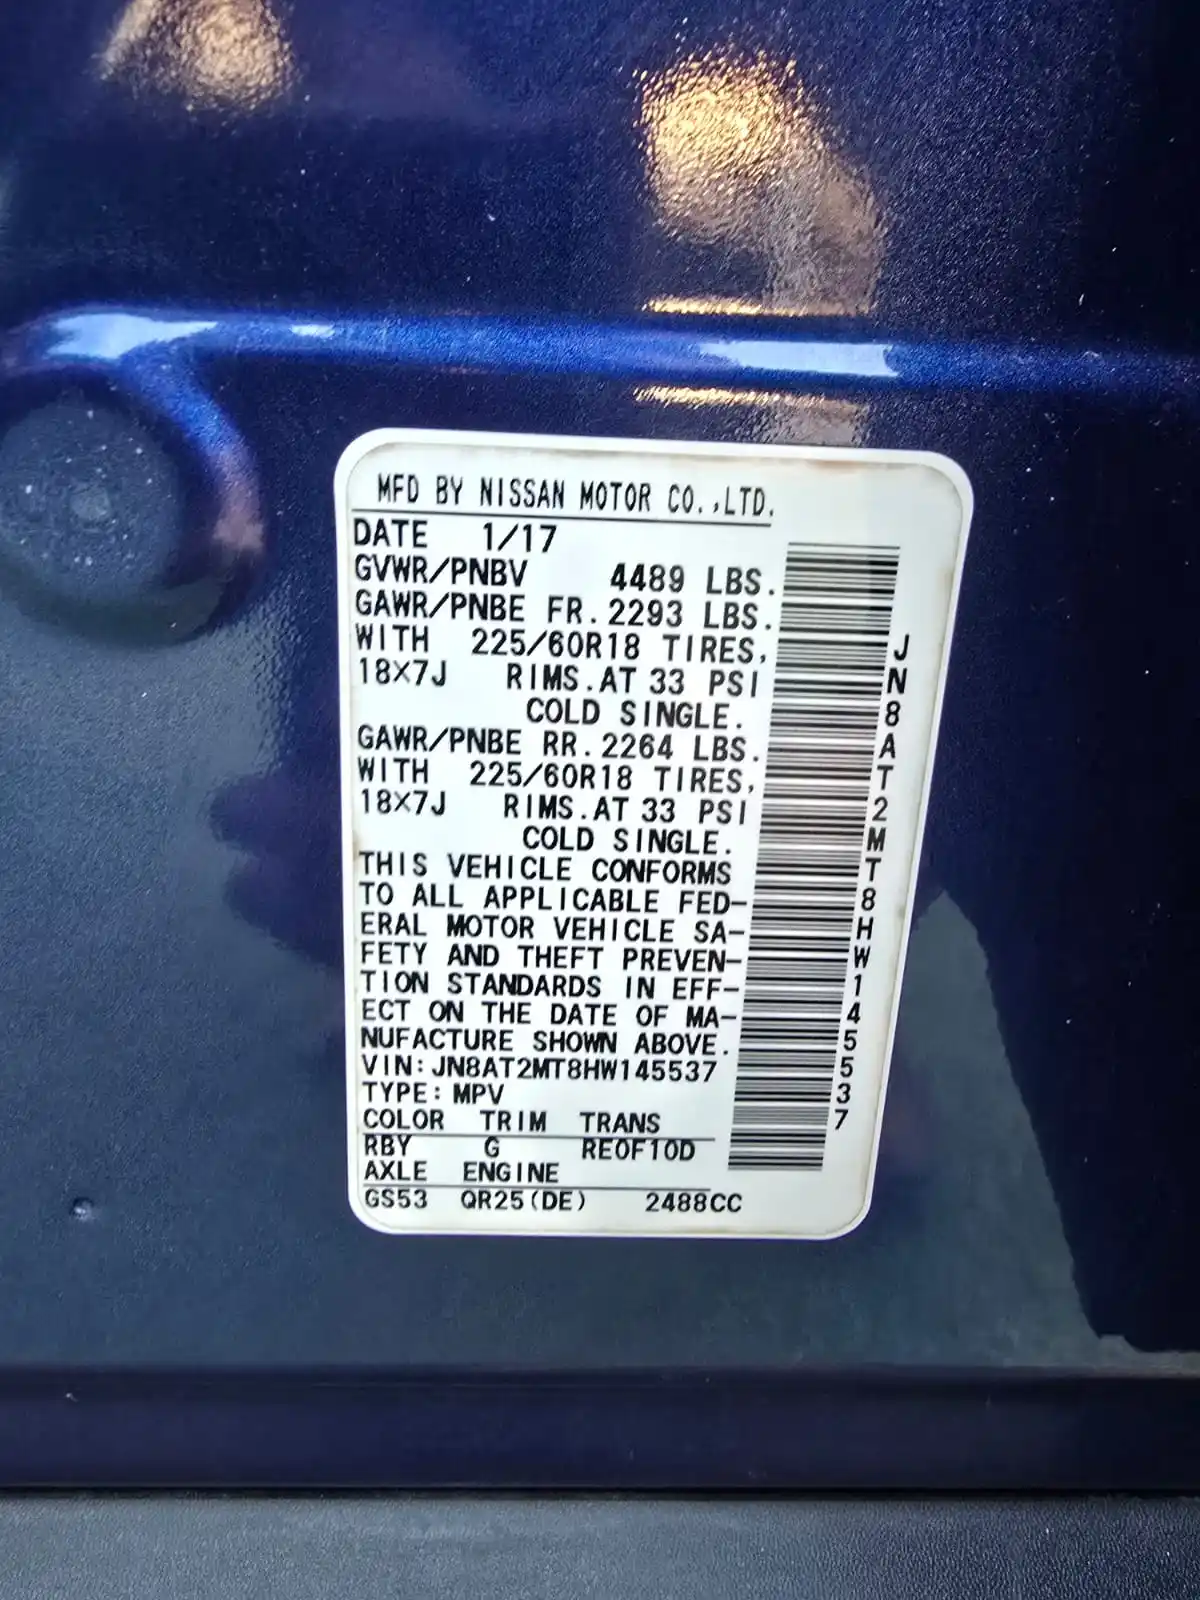 MFD BY NISSAN MOTOR CO.,LTD.
DATE 1/17
GVWR/PNBV 4489 LBS.
GAWR/PNBE FR.2293 LBS.
WITH 225/60R18 TIRES,
18×7J RIMS.AT 33 PSI
COLD SINGLE.
GAWR/PNBE RR.2264 LBS.
WITH 225/60R18 TIRES,
18×7J RIMS.AT 33 PSI
COLD SINGLE.
THIS VEHICLE CONFORMS
TO ALL APPLICABLE FED-
ERAL MOTOR VEHICLE SA-
FETY AND THEFT PREVEN-
TION STANDARDS IN EFF-
ECT ON THE DATE OF MA-
NUFACTURE SHOWN ABOVE.
VIN:JN8AT2MT8HW145537
TYPE:MPV
COLOR TRIM TRANS
RBY G RE0F10D
AXLE ENGINE
GS53 QR25(DE) 2488CC
JN8AT2MT8HW145537